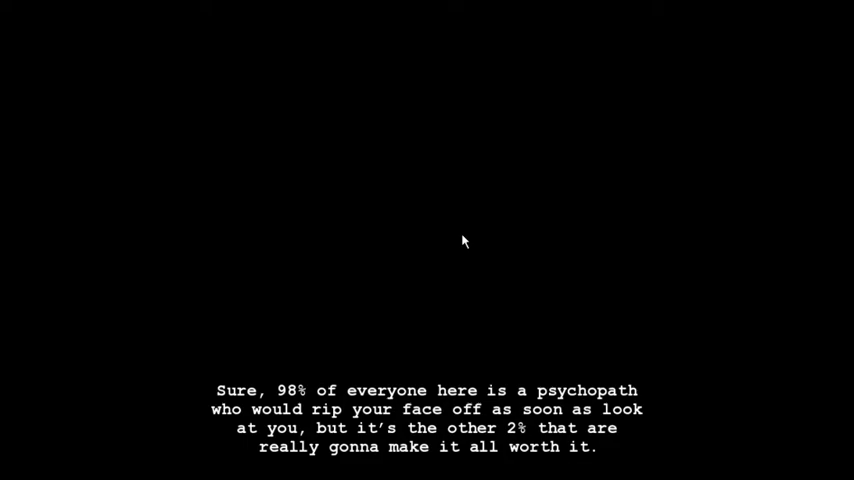 Sure, 98% of everyone here is a psychopath
who would rip your face off as soon as look
at you, but it's the other 2% that are
really gonna make it all worth it.